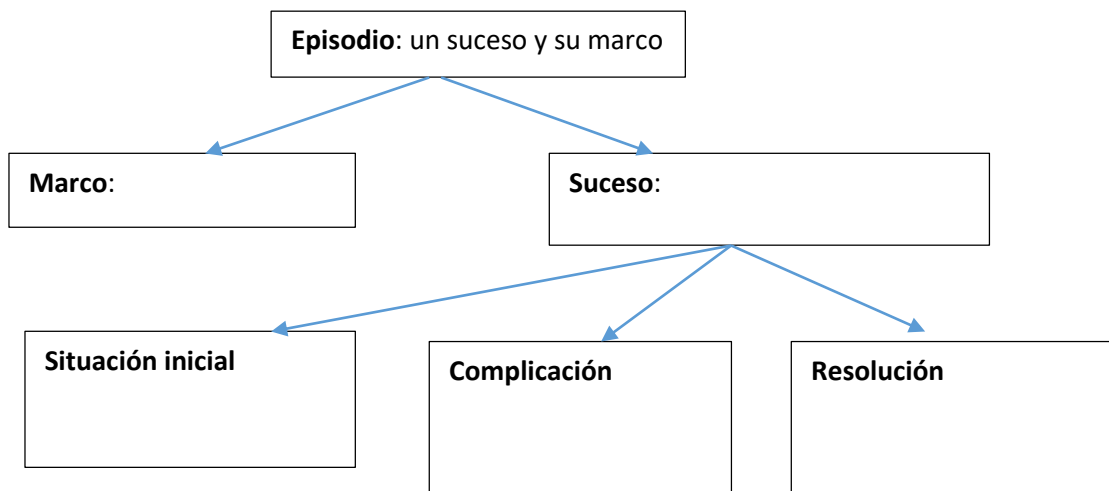 Episodio: un suceso y su marco
Marco:
Suceso:
Situación inicial
Complicación
Resolución